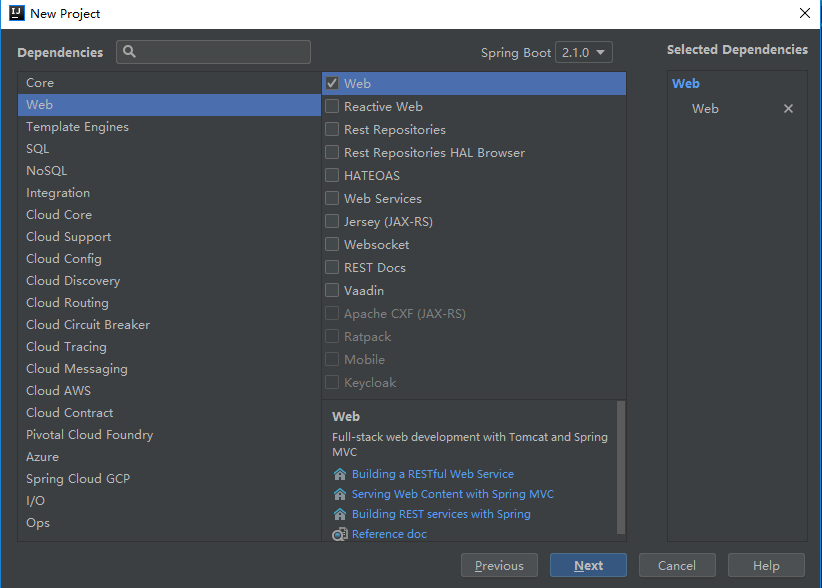 New Project
Dependencies
Spring Boot 2.1.0
Selected Dependencies
Core
Web
Template Engines
SQL
NoSQL
Integration
Cloud Core
Cloud Support
Cloud Config
Cloud Discovery
Cloud Routing
Cloud Circuit Breaker
Cloud Tracing
Cloud Messaging
Cloud AWS
Cloud Contract
Pivotal Cloud Foundry
Azure
Spring Cloud GCP
I/O
Ops
Web
Reactive Web
Rest Repositories
Rest Repositories HAL Browser
HATEOAS
Web Services
Jersey (JAX-RS)
Websocket
REST Docs
Vaadin
Apache CXF (JAX-RS)
Ratpack
Mobile
Keycloak
Web
Full-stack web development with Tomcat and Spring
MVC
Building a RESTful Web Service
Serving Web Content with Spring MVC
Building REST services with Spring
Reference doc
Web
Web
Previous
Next
Cancel
Help